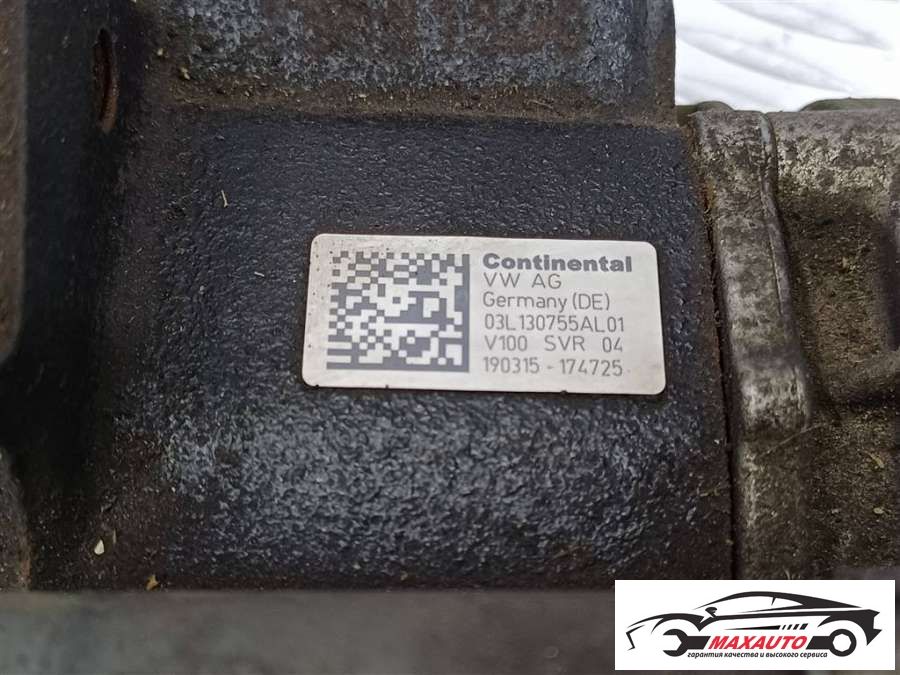 Continental
VW AG
Germany (DE)
03L130755AL01
V100 SVR 04
190315 - 174725
MAXAUTO
гарантия качества и высокого сервиса